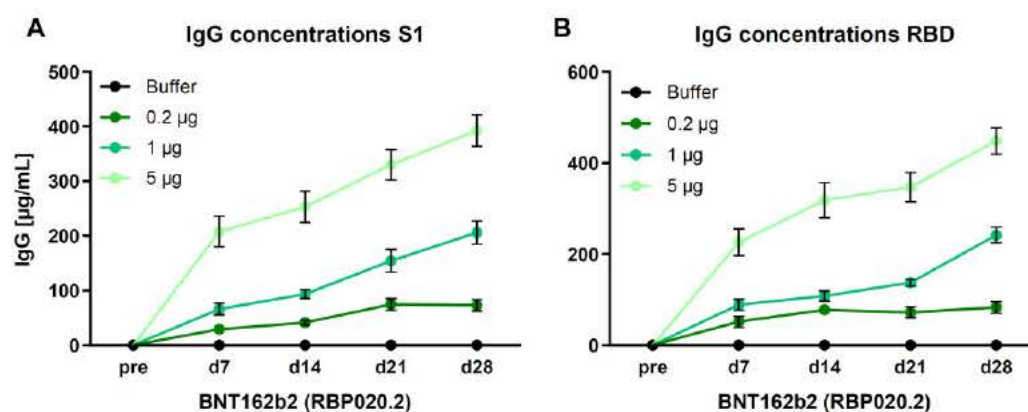 A
IgG concentrations S1
500
400
300
200
100
0
IgG [µg/mL]
Buffer
0.2 µg
1 µg
5 µg
pre d7 d14 d21 d28
BNT162b2 (RBP020.2)
B
IgG concentrations RBD
600
400
200
0
Buffer
0.2 µg
1 µg
5 µg
pre d7 d14 d21 d28
BNT162b2 (RBP020.2)